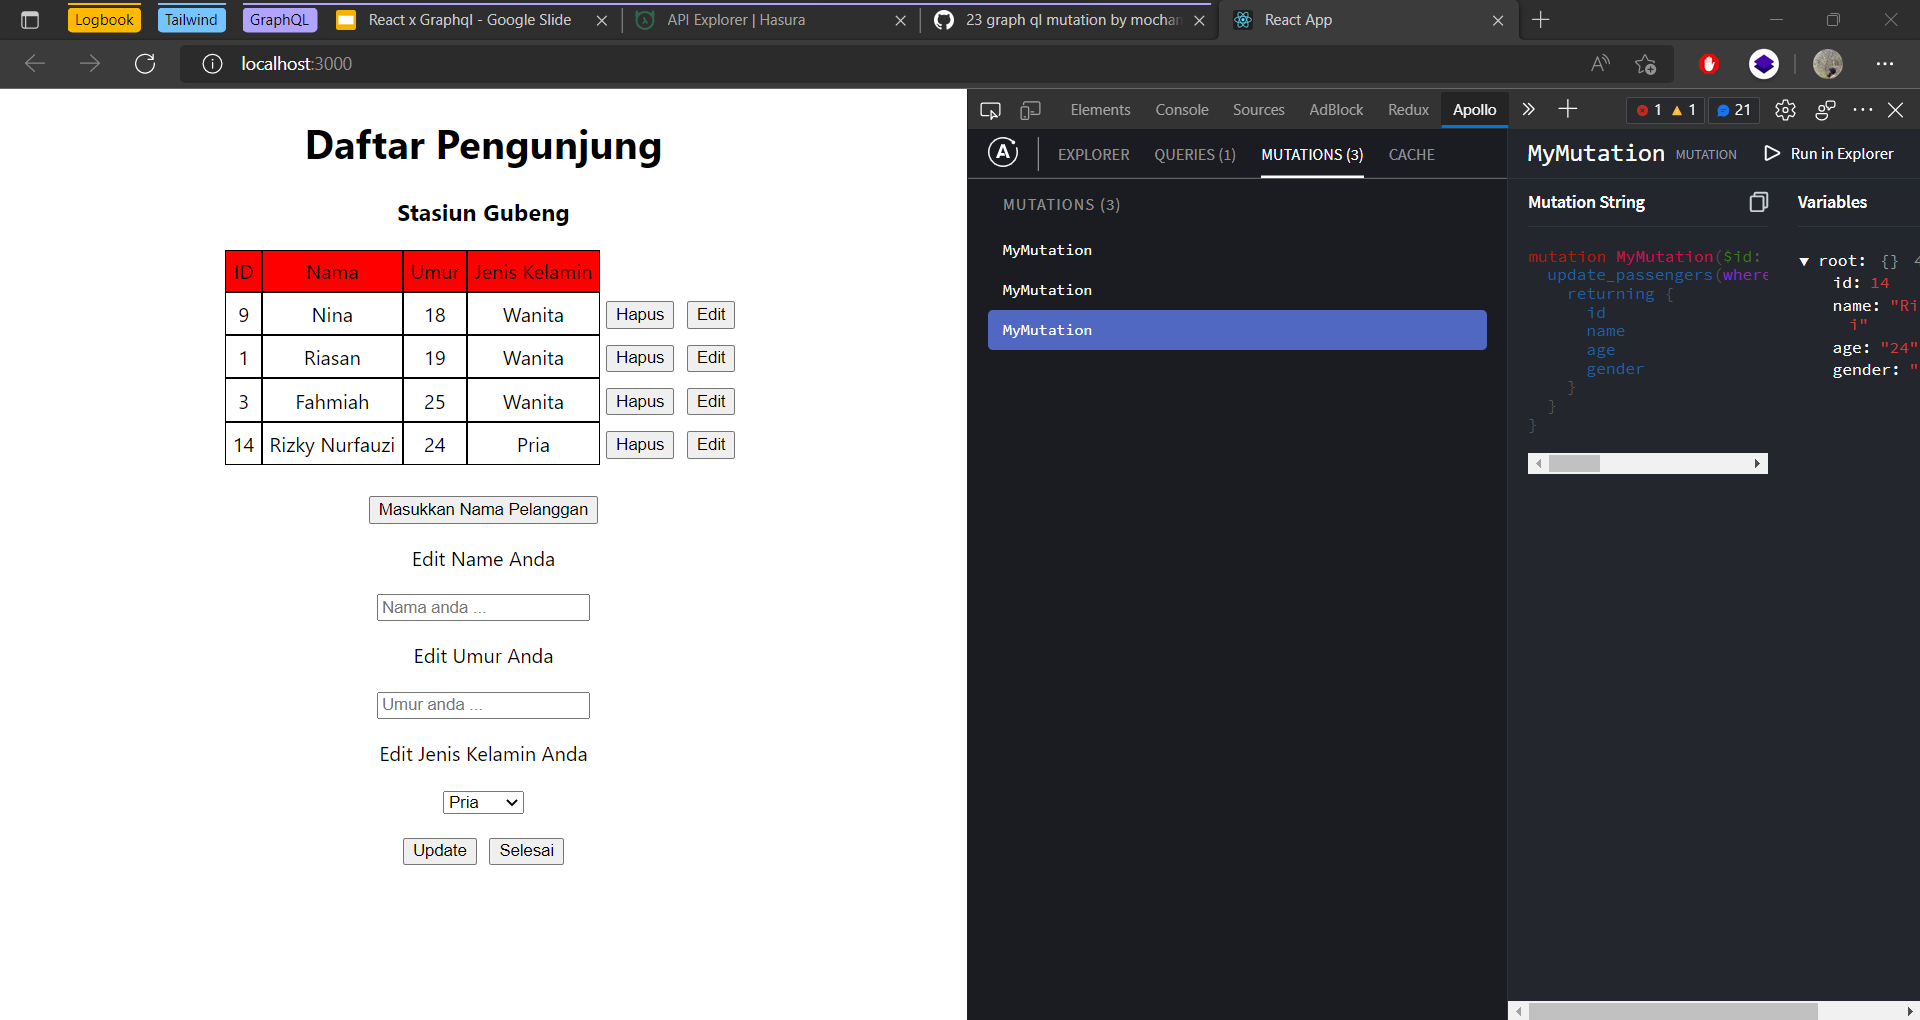 Logbook
Tailwind
GraphQL
React x Graphql - Google Slide
API Explorer | Hasura
23 graph ql mutation by mocham
React App
localhost:3000
Daftar Pengunjung
Stasiun Gubeng
ID Nama Umur Jenis Kelamin
9 Nina 18 Wanita Hapus Edit
1 Riasan 19 Wanita Hapus Edit
3 Fahmiah 25 Wanita Hapus Edit
14 Rizky Nurfauzi 24 Pria Hapus Edit
Masukkan Nama Pelanggan
Edit Name Anda
Nama anda ...
Edit Umur Anda
Umur anda ...
Edit Jenis Kelamin Anda
Pria
Update Selesai
Elements Console Sources AdBlock Redux Apollo
1 1 21
EXPLORER QUERIES (1) MUTATIONS (3) CACHE
MUTATIONS (3)
MyMutation
MyMutation
MyMutation
MyMutation MUTATION Run in Explorer
Mutation String
mutation MyMutation($id:
update_passengers(where
returning {
id
name
age
gender
}
}
}
Variables
root: {}
id: 14
name: "Ri
i"
age: "24"
gender: "